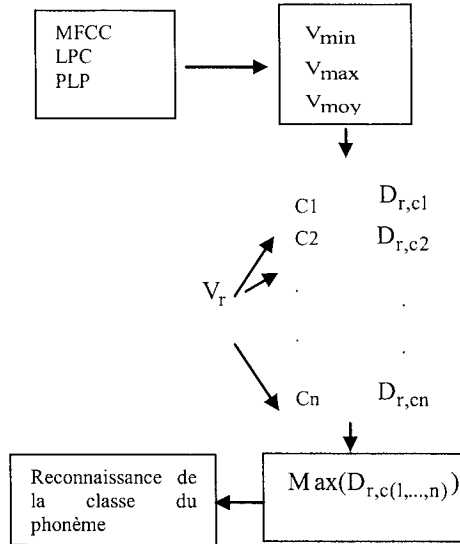 MFCC
LPC
PLP
Vmin
Vmax
Vmoy
C1 Dr,c1
C2 Dr,c2
Vr
. .
. .
Cn Dr,cn
Reconnaissance de
la classe du
phonème
Max(Dr,c(1,...,n))